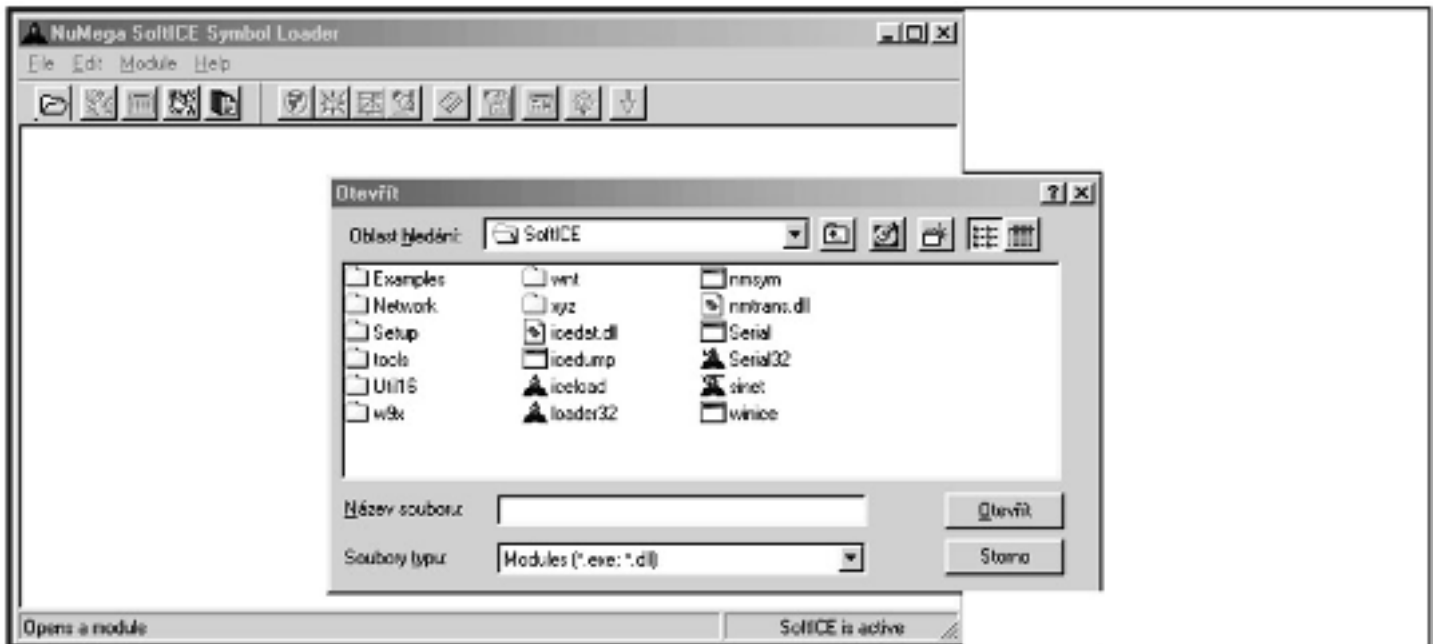 NuMega SoftICE Symbol Loader
File Edit Module Help
Otevřít
Oblast hledání: SoftICE
Examples wnt nmsym
Network xyz nmtrans.dll
Setup icedat.dll Serial
tools icedump Serial32
Util16 iceload sinet
w9x loader32 winice
Název souboru: Otevřít
Soubory typu: Modules (*.exe; *.dll) Storno
Opens a module SoftICE is active